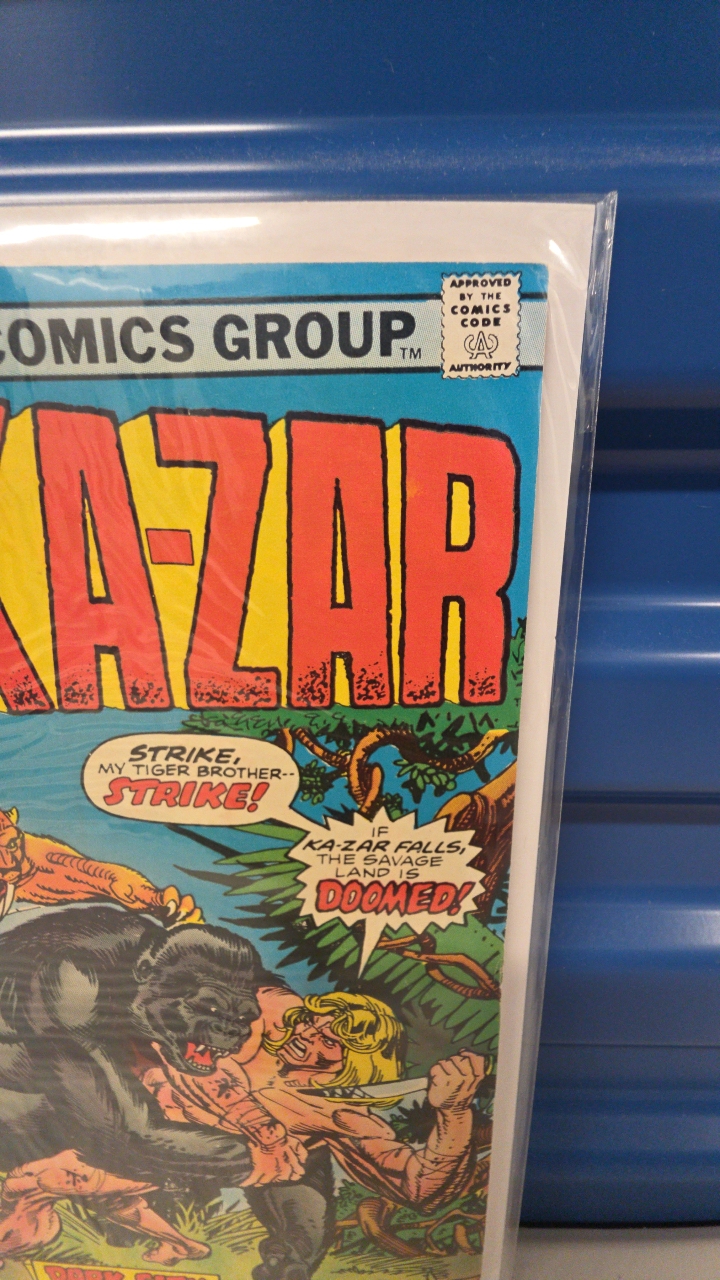 COMICS GROUP TM
APPROVED
BY THE
COMICS
CODE
CA
AUTHORITY
KA-ZAR
STRIKE,
MY TIGER BROTHER--
STRIKE!
IF
KA-ZAR FALLS,
THE SAVAGE
LAND IS
DOOMED!